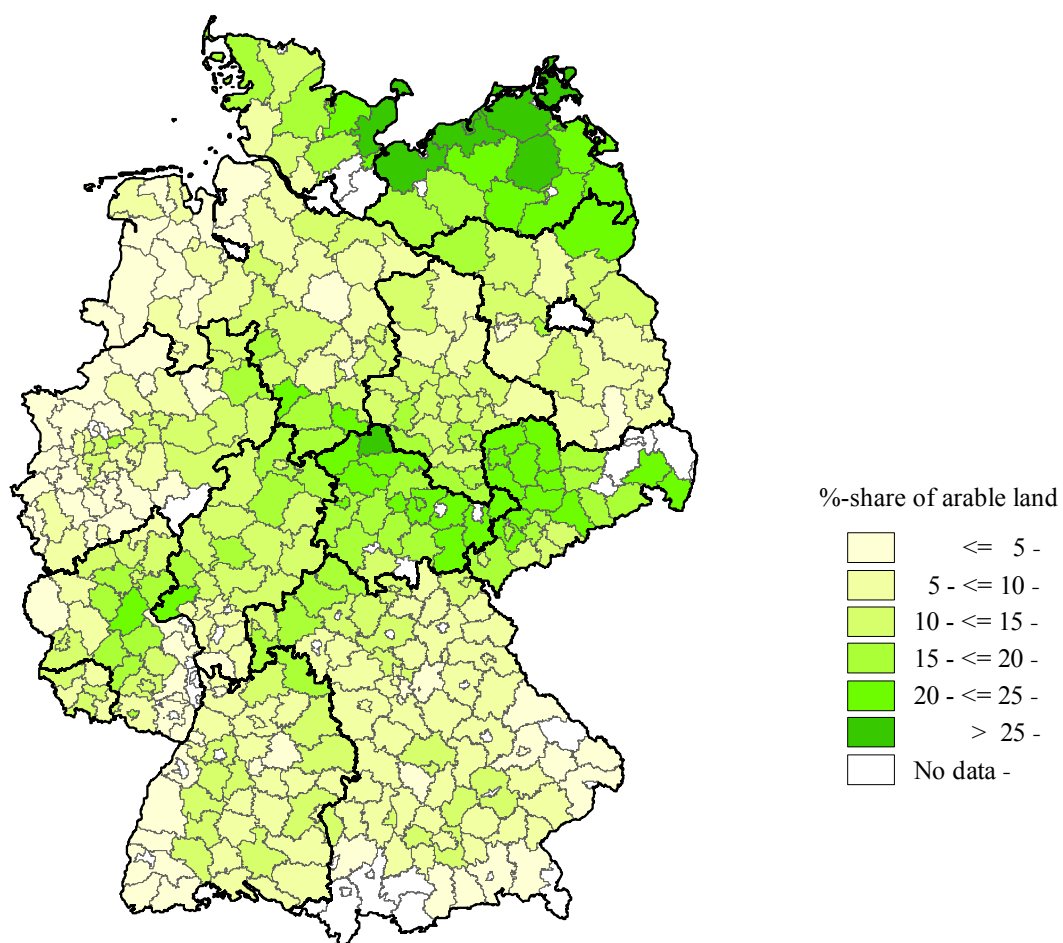 %-share of arable land
<= 5 -
5 - <= 10
10 - <= 15 -
15 - <= 20 -
20 - <= 25 -
> 25 -
No data -